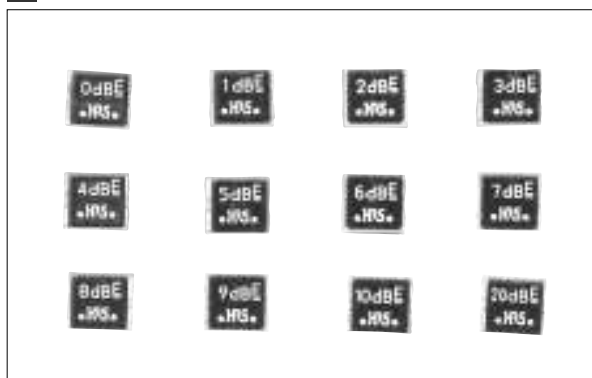 0dBE 1dBE 2dBE 3dBE
.HRS. .HRS. .HRS. .HRS.
4dBE 5dBE 6dBE 7dBE
.HRS. .HRS. .HRS. .HRS.
8dBE 9dBE 10dBE 20dBE
.HRS. .HRS. .HRS. .HRS.